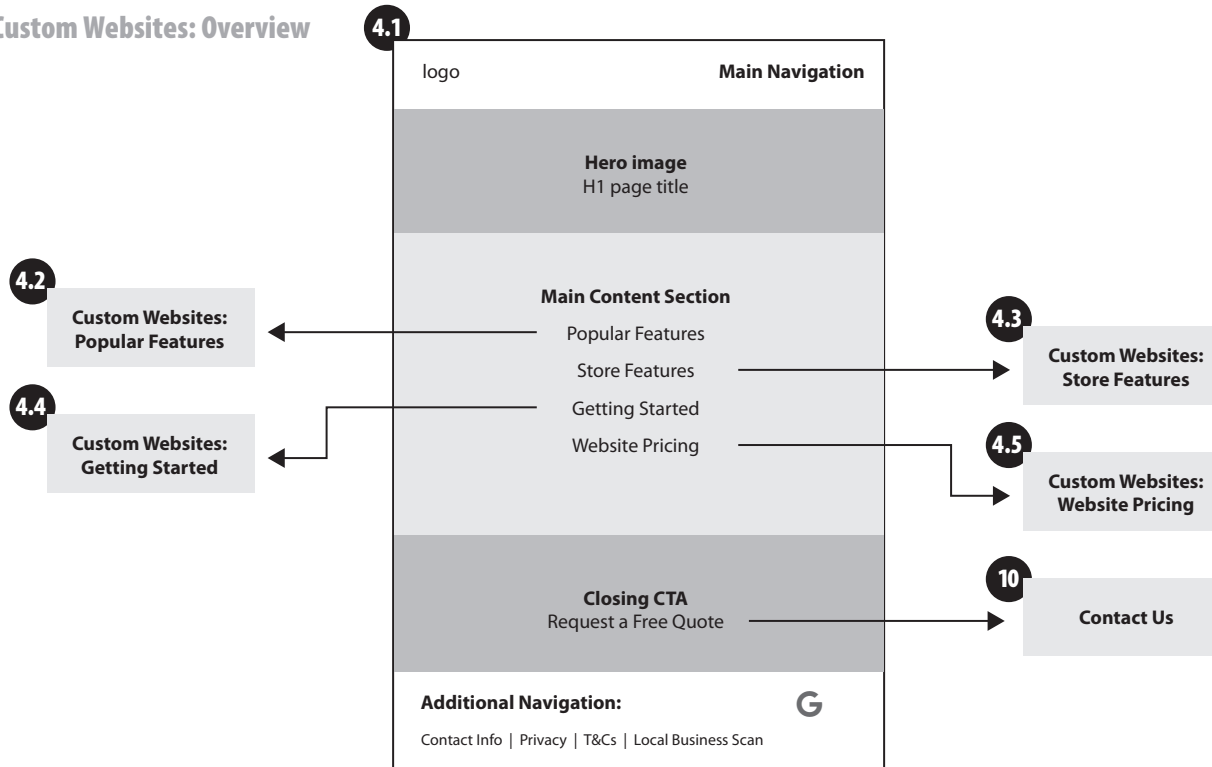 Custom Websites: Overview
4.1
logo
Main Navigation
Hero image
H1 page title
Main Content Section
Popular Features
Store Features
Getting Started
Website Pricing
4.2
Custom Websites:
Popular Features
4.4
Custom Websites:
Getting Started
4.3
Custom Websites:
Store Features
4.5
Custom Websites:
Website Pricing
Closing CTA
Request a Free Quote
10
Contact Us
Additional Navigation:
G
Contact Info | Privacy | T&Cs | Local Business Scan